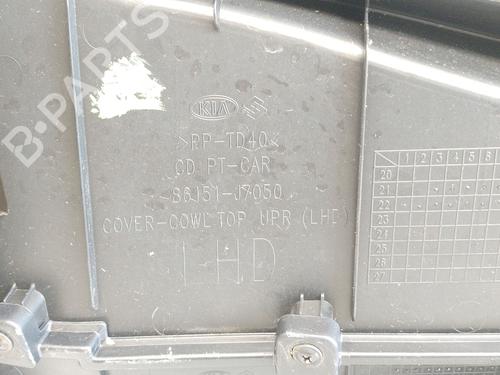 B-PARTS
KIA
>PP-TD40<
CD PT-CAR
86151-J7050
COVER-COWL TOP UPR (LHD)
LHD
1 2 3 4 5 6
20
21
22
23
24
25
26
27